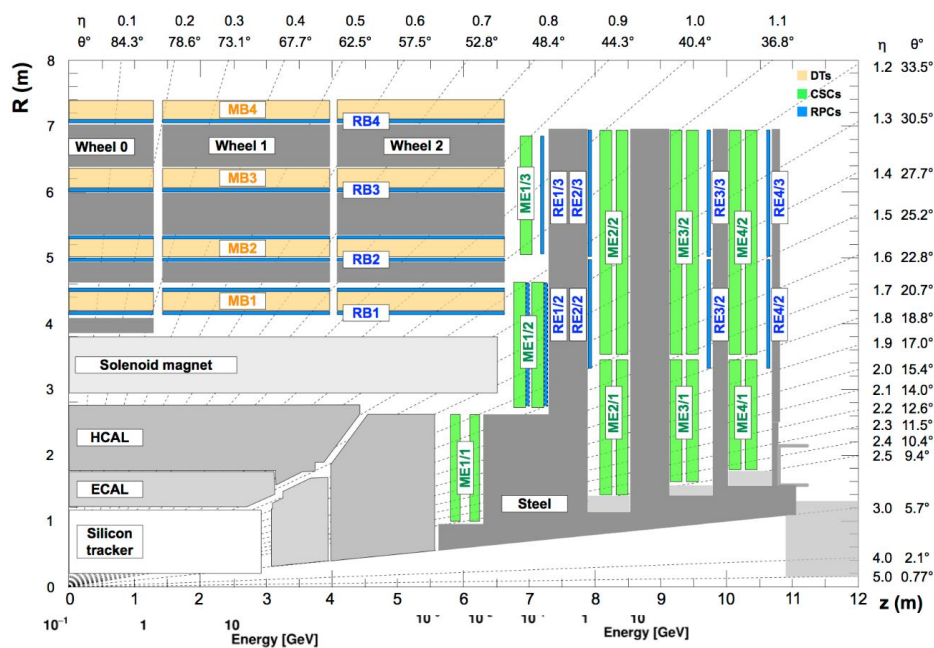 η 0.1 0.2 0.3 0.4 0.5 0.6 0.7 0.8 0.9 1.0 1.1
θ° 84.3° 78.6° 73.1° 67.7° 62.5° 57.5° 52.8° 48.4° 44.3° 40.4° 36.8° η θ°
R (m)
8
7
6
5
4
3
2
1
0
1.2 33.5°
1.3 30.5°
1.4 27.7°
1.5 25.2°
1.6 22.8°
1.7 20.7°
1.8 18.8°
1.9 17.0°
2.0 15.4°
2.1 14.0°
2.2 12.6°
2.3 11.5°
2.4 10.4°
2.5 9.4°
3.0 5.7°
4.0 2.1°
5.0 0.77°
DTs
CSCs
RPCs
MB4
RB4
Wheel 0 Wheel 1 Wheel 2
MB3
RB3
MB2
RB2
MB1
RB1
Solenoid magnet
HCAL
ECAL
Silicon
tracker
Steel
ME1/3
RE1/3
RE2/3
ME2/2
ME3/2
RE3/3
ME4/2
RE4/3
ME1/2
RE1/2
RE2/2
RE3/2
RE4/2
ME1/1
ME2/1
ME3/1
ME4/1
0 1 2 3 4 5 6 7 8 9 10 11 12
z (m)
10⁻¹ 1 10 1 10
Energy [GeV] Energy [GeV]